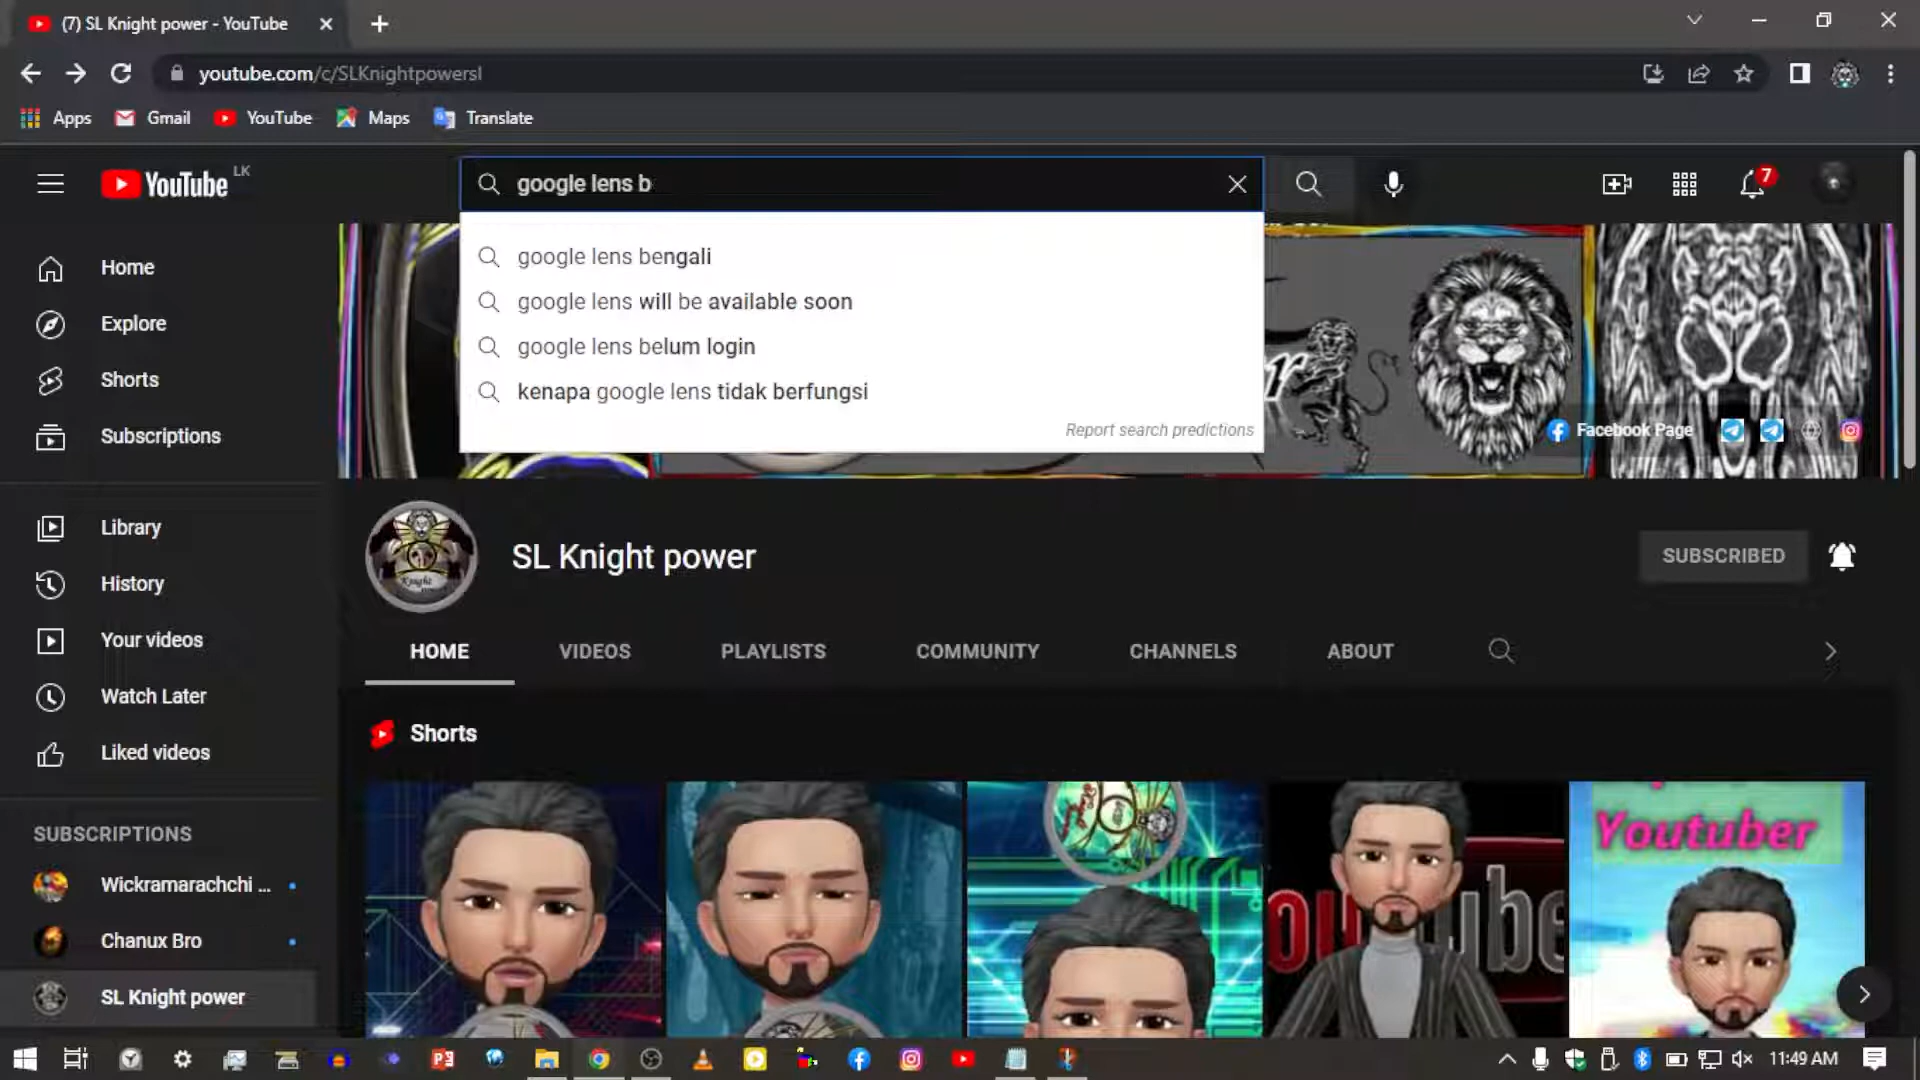 (7) SL Knight power - YouTube
youtube.com/c/SLKnightpowersl
Apps Gmail YouTube Maps Translate
YouTube LK
google lens b
7
google lens bengali
google lens will be available soon
google lens belum login
kenapa google lens tidak berfungsi
Report search predictions
Facebook Page
Home
Explore
Shorts
Subscriptions
Library
History
Your videos
Watch Later
Liked videos
SUBSCRIPTIONS
Wickramarachchi ...
Chanux Bro
SL Knight power
SL Knight power
SUBSCRIBED
HOME VIDEOS PLAYLISTS COMMUNITY CHANNELS ABOUT
Shorts
Youtuber
11:49 AM